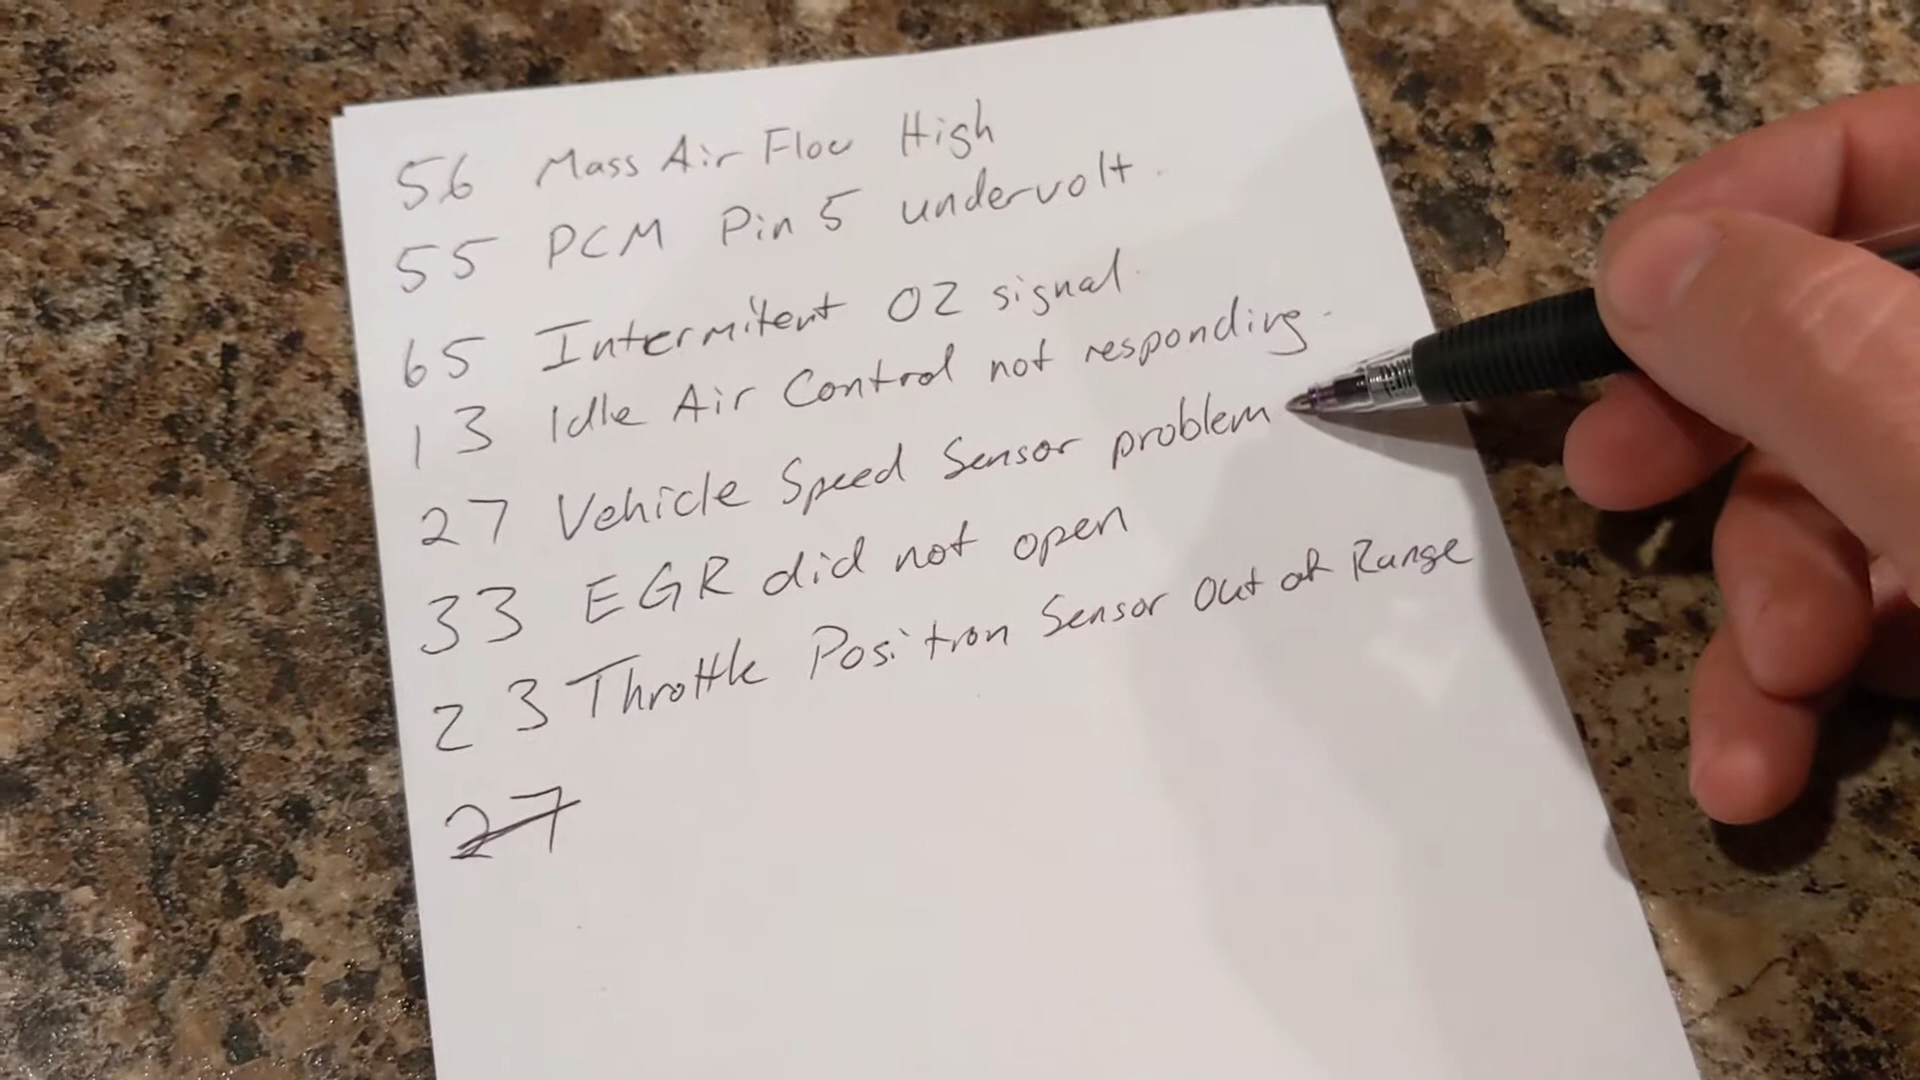 56 Mass Air Flow High
55 PCM Pin 5 undervolt.
65 Intermitent O2 signal.
13 Idle Air Control not responding.
27 Vehicle Speed Sensor problem
33 EGR did not open
23 Throttle Position Sensor Out of Range
27